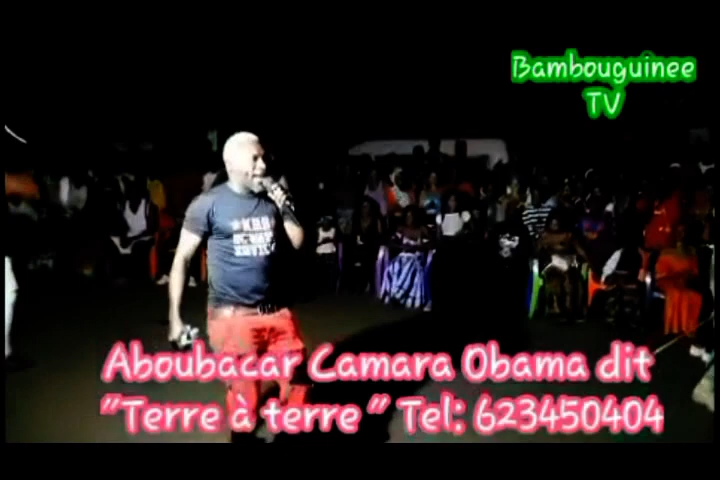 Bambouguinee
TV
Aboubacar Camara Obama dit
"Terre à terre" Tel: 623450404